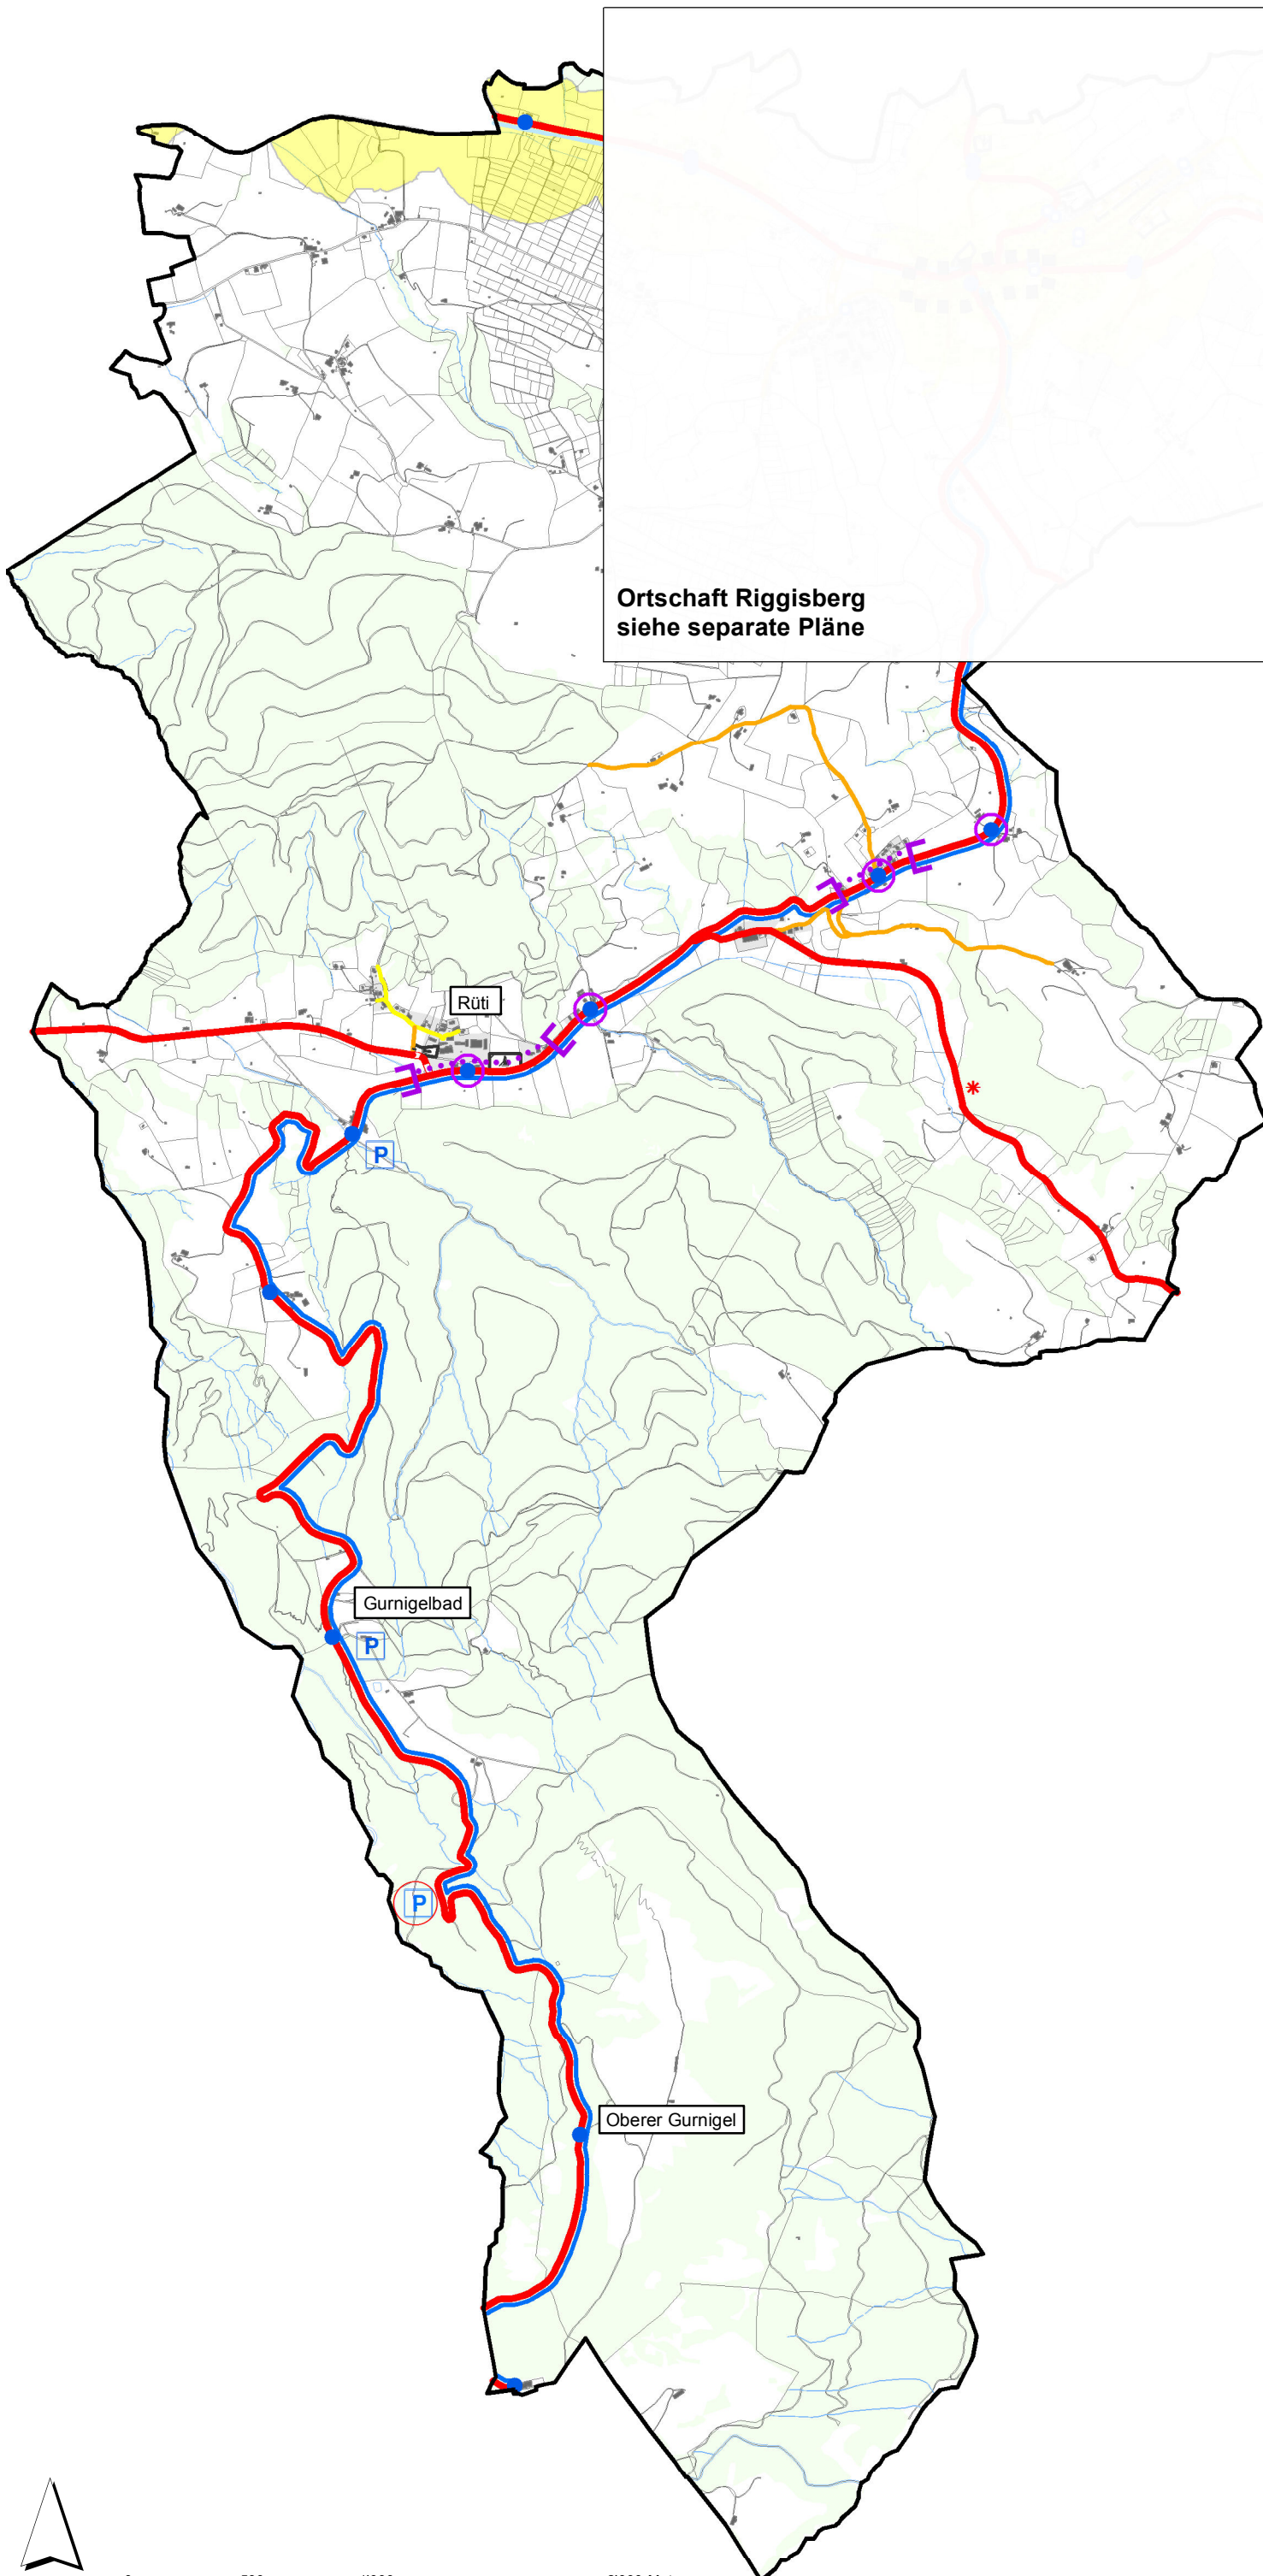 Ortschaft Riggisberg
siehe separate Pläne
Rüti
P
Gurnigelbad
P
P
Oberer Gurnigel